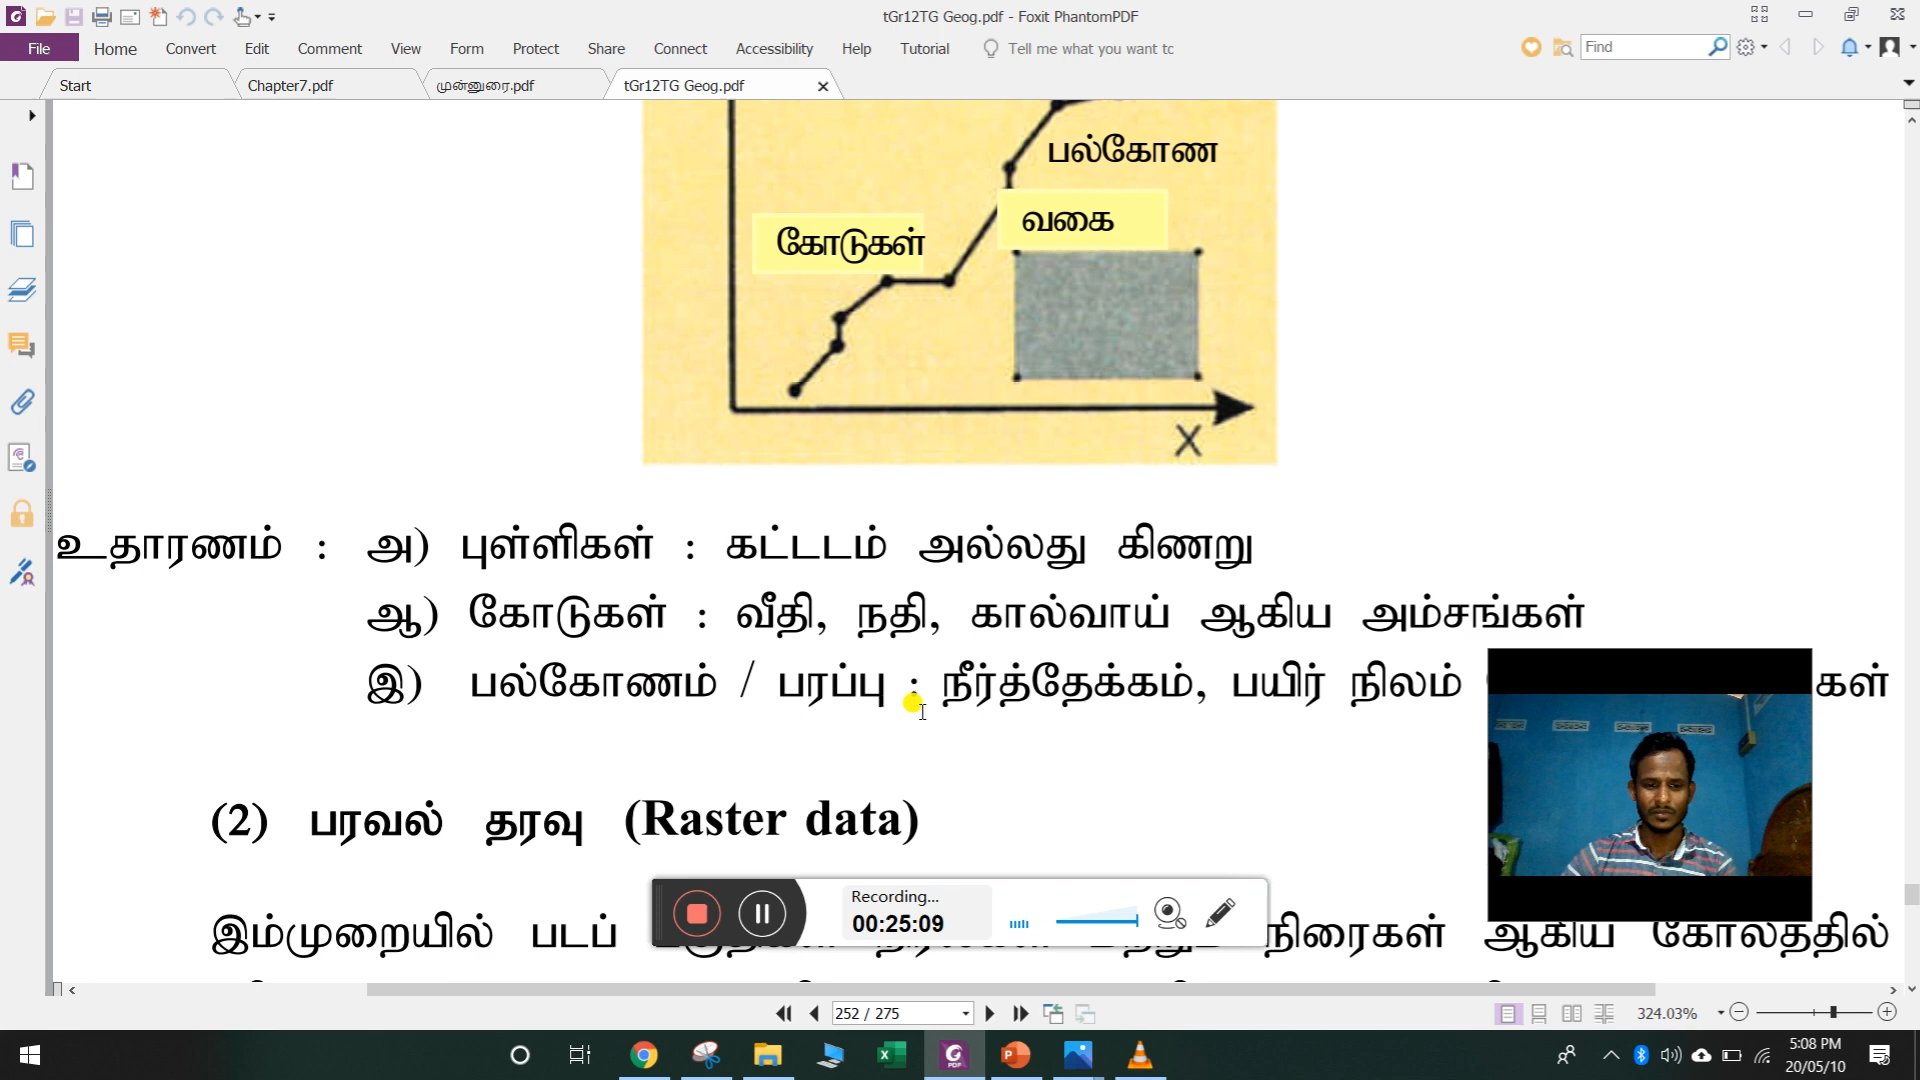 tGr12TG Geog.pdf - Foxit PhantomPDF
File Home Convert Edit Comment View Form Protect Share Connect Accessibility Help Tutorial Tell me what you want tc Find
Start Chapter7.pdf முன்னுரை.pdf tGr12TG Geog.pdf
பல்கோண
வகை
கோடுகள்
X
உதாரணம் : அ) புள்ளிகள் : கட்டடம் அல்லது கிணறு
ஆ) கோடுகள் : வீதி, நதி, கால்வாய் ஆகிய அம்சங்கள்
இ) பல்கோணம் / பரப்பு : நீர்த்தேக்கம், பயிர் நிலம் கள்
(2) பரவல் தரவு (Raster data)
Recording...
00:25:09
இம்முறையில் படப் நிரைகள் ஆகிய கோலத்தில்
252 / 275
324.03%
5:08 PM
20/05/10